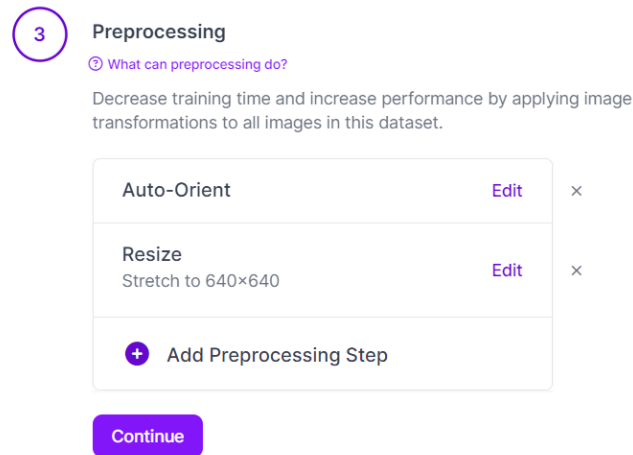 3
Preprocessing
What can preprocessing do?
Decrease training time and increase performance by applying image
transformations to all images in this dataset.
Auto-Orient Edit ×
Resize
Stretch to 640×640
Edit ×
Add Preprocessing Step
Continue